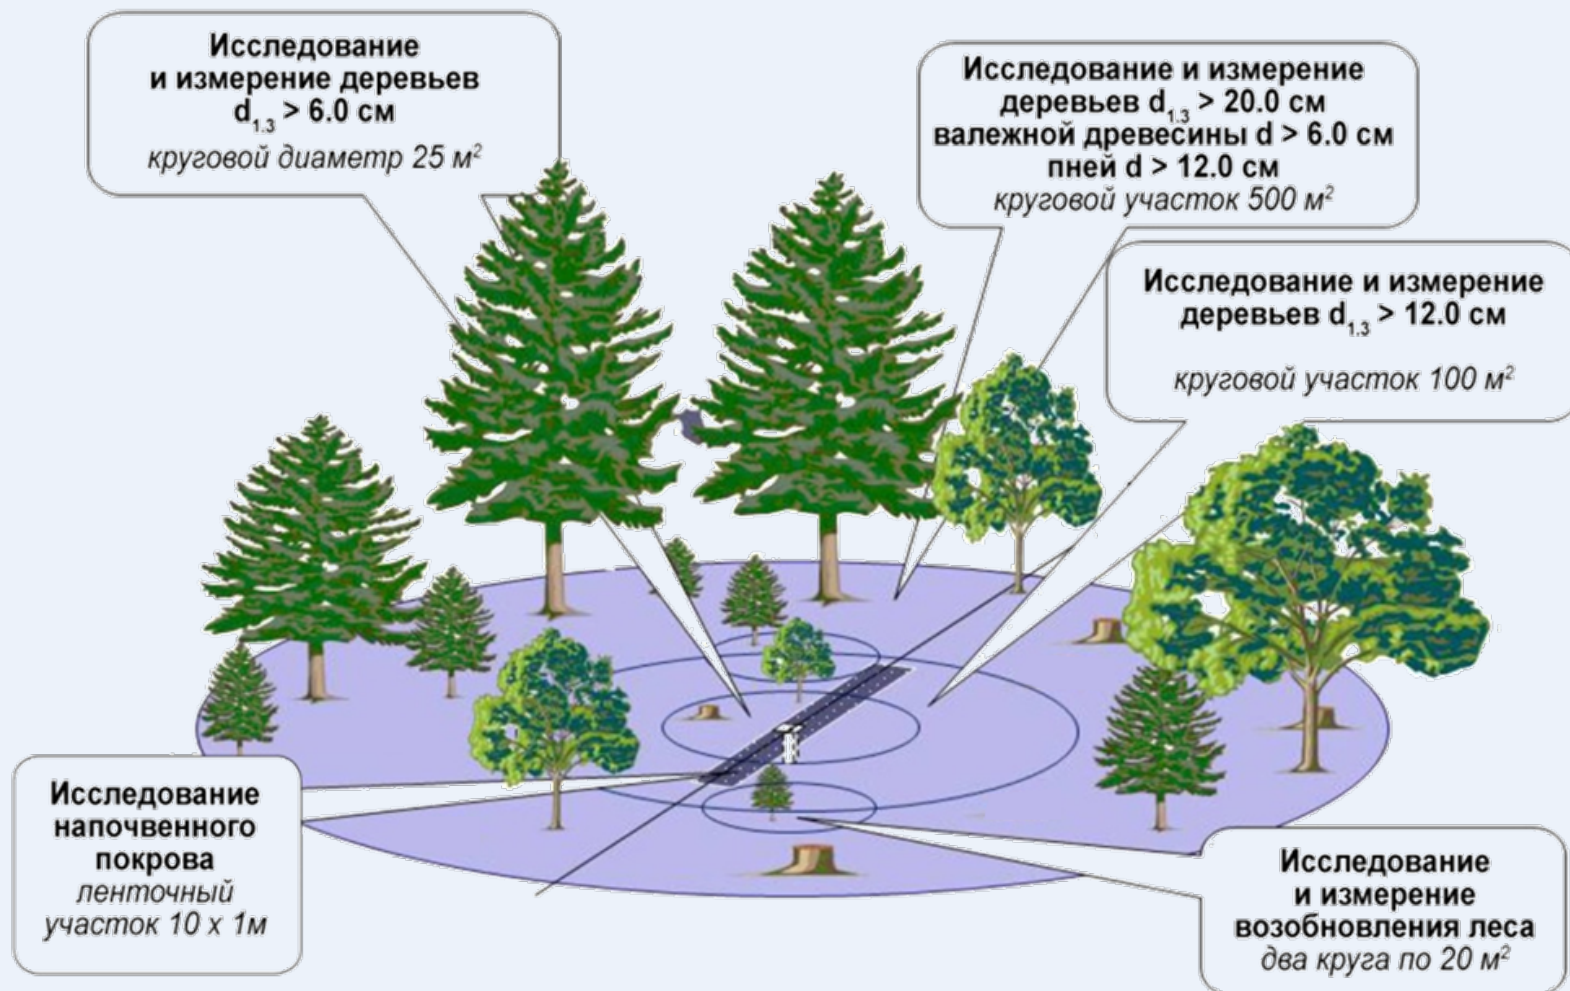 Исследование
и измерение деревьев
d1.3 > 6.0 см
круговой диаметр 25 м²
Исследование и измерение
деревьев d1.3 > 20.0 см
валежной древесины d > 6.0 см
пней d > 12.0 см
круговой участок 500 м²
Исследование и измерение
деревьев d1.3 > 12.0 см
круговой участок 100 м²
Исследование
напочвенного
покрова
ленточный
участок 10 х 1м
Исследование
и измерение
возобновления леса
два круга по 20 м²